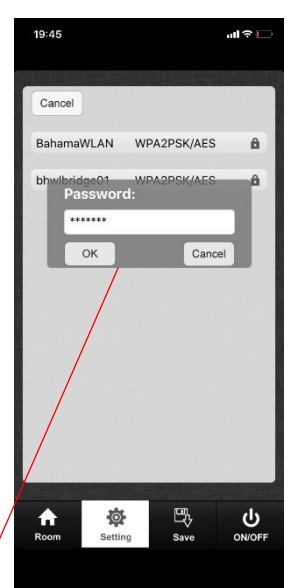 19:45
Cancel
BahamaWLAN WPA2PSK/AES
bhwlbridge01 WPA2PSK/AES
Password:
*******
OK Cancel
Room Setting Save ON/OFF